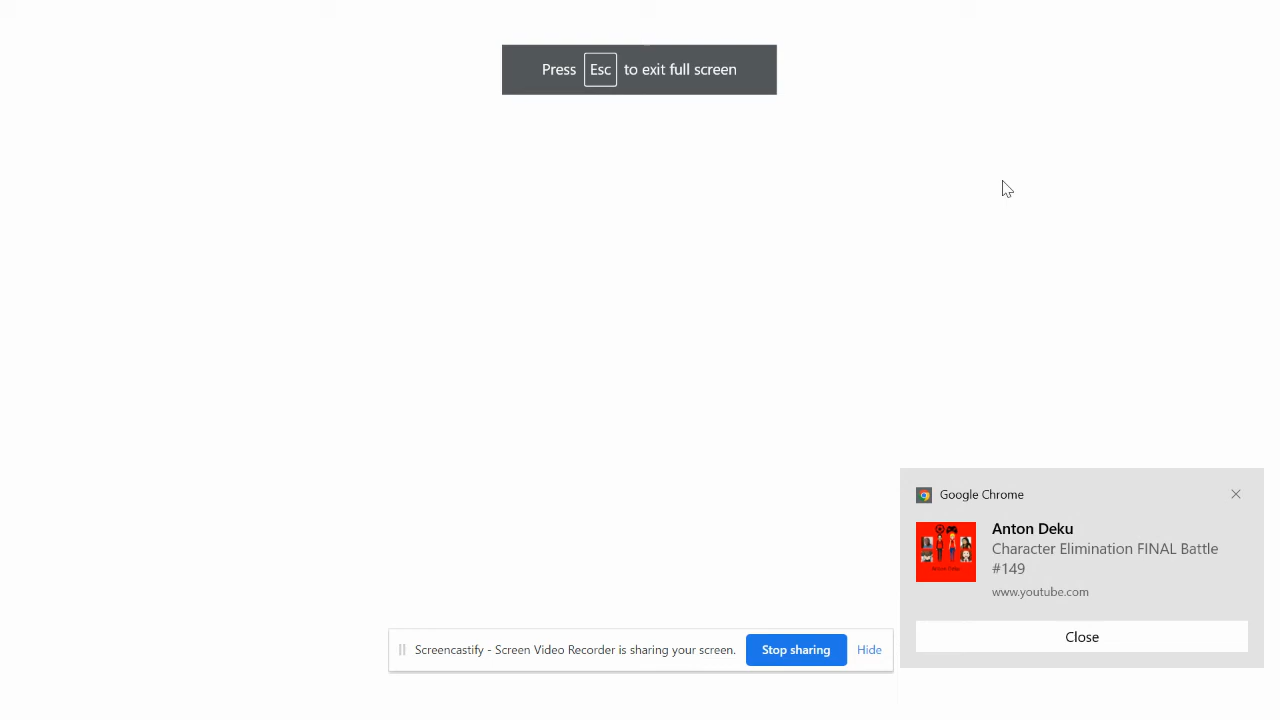 Press Esc to exit full screen
Google Chrome
Anton Deku
Character Elimination FINAL Battle
#149
www.youtube.com
Close
Screencastify - Screen Video Recorder is sharing your screen. Stop sharing Hide